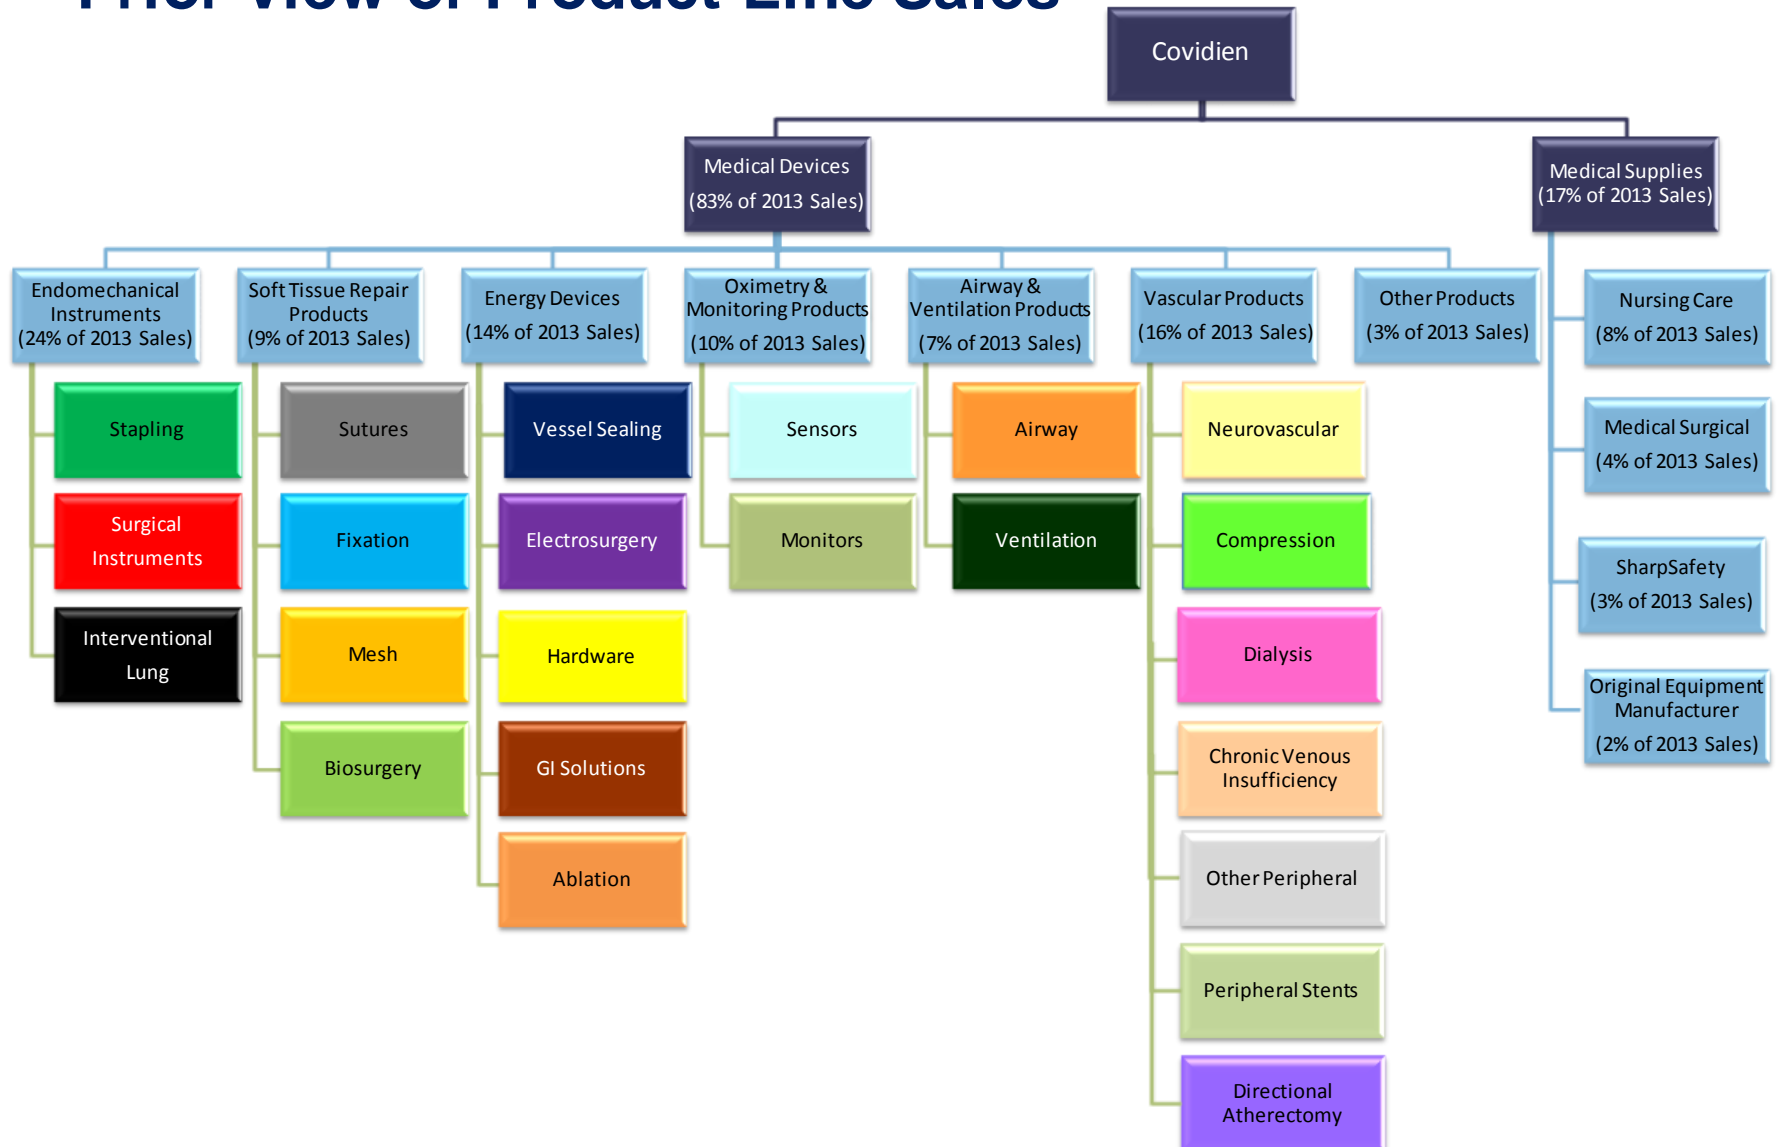 Prior View of Product Line Sales
Covidien
Medical Devices
(83% of 2013 Sales)
Medical Supplies
(17% of 2013 Sales)
Endomechanical
Instruments
(24% of 2013 Sales)
Soft Tissue Repair
Products
(9% of 2013 Sales)
Energy Devices
(14% of 2013 Sales)
Oximetry &
Monitoring Products
(10% of 2013 Sales)
Airway &
Ventilation Products
(7% of 2013 Sales)
Vascular Products
(16% of 2013 Sales)
Other Products
(3% of 2013 Sales)
Nursing Care
(8% of 2013 Sales)
Stapling
Sutures
Vessel Sealing
Sensors
Airway
Neurovascular
Medical Surgical
(4% of 2013 Sales)
Surgical
Instruments
Fixation
Electrosurgery
Monitors
Ventilation
Compression
SharpSafety
(3% of 2013 Sales)
Interventional
Lung
Mesh
Hardware
Dialysis
Original Equipment
Manufacturer
(2% of 2013 Sales)
Biosurgery
GI Solutions
Chronic Venous
Insufficiency
Ablation
Other Peripheral
Peripheral Stents
Directional
Atherectomy